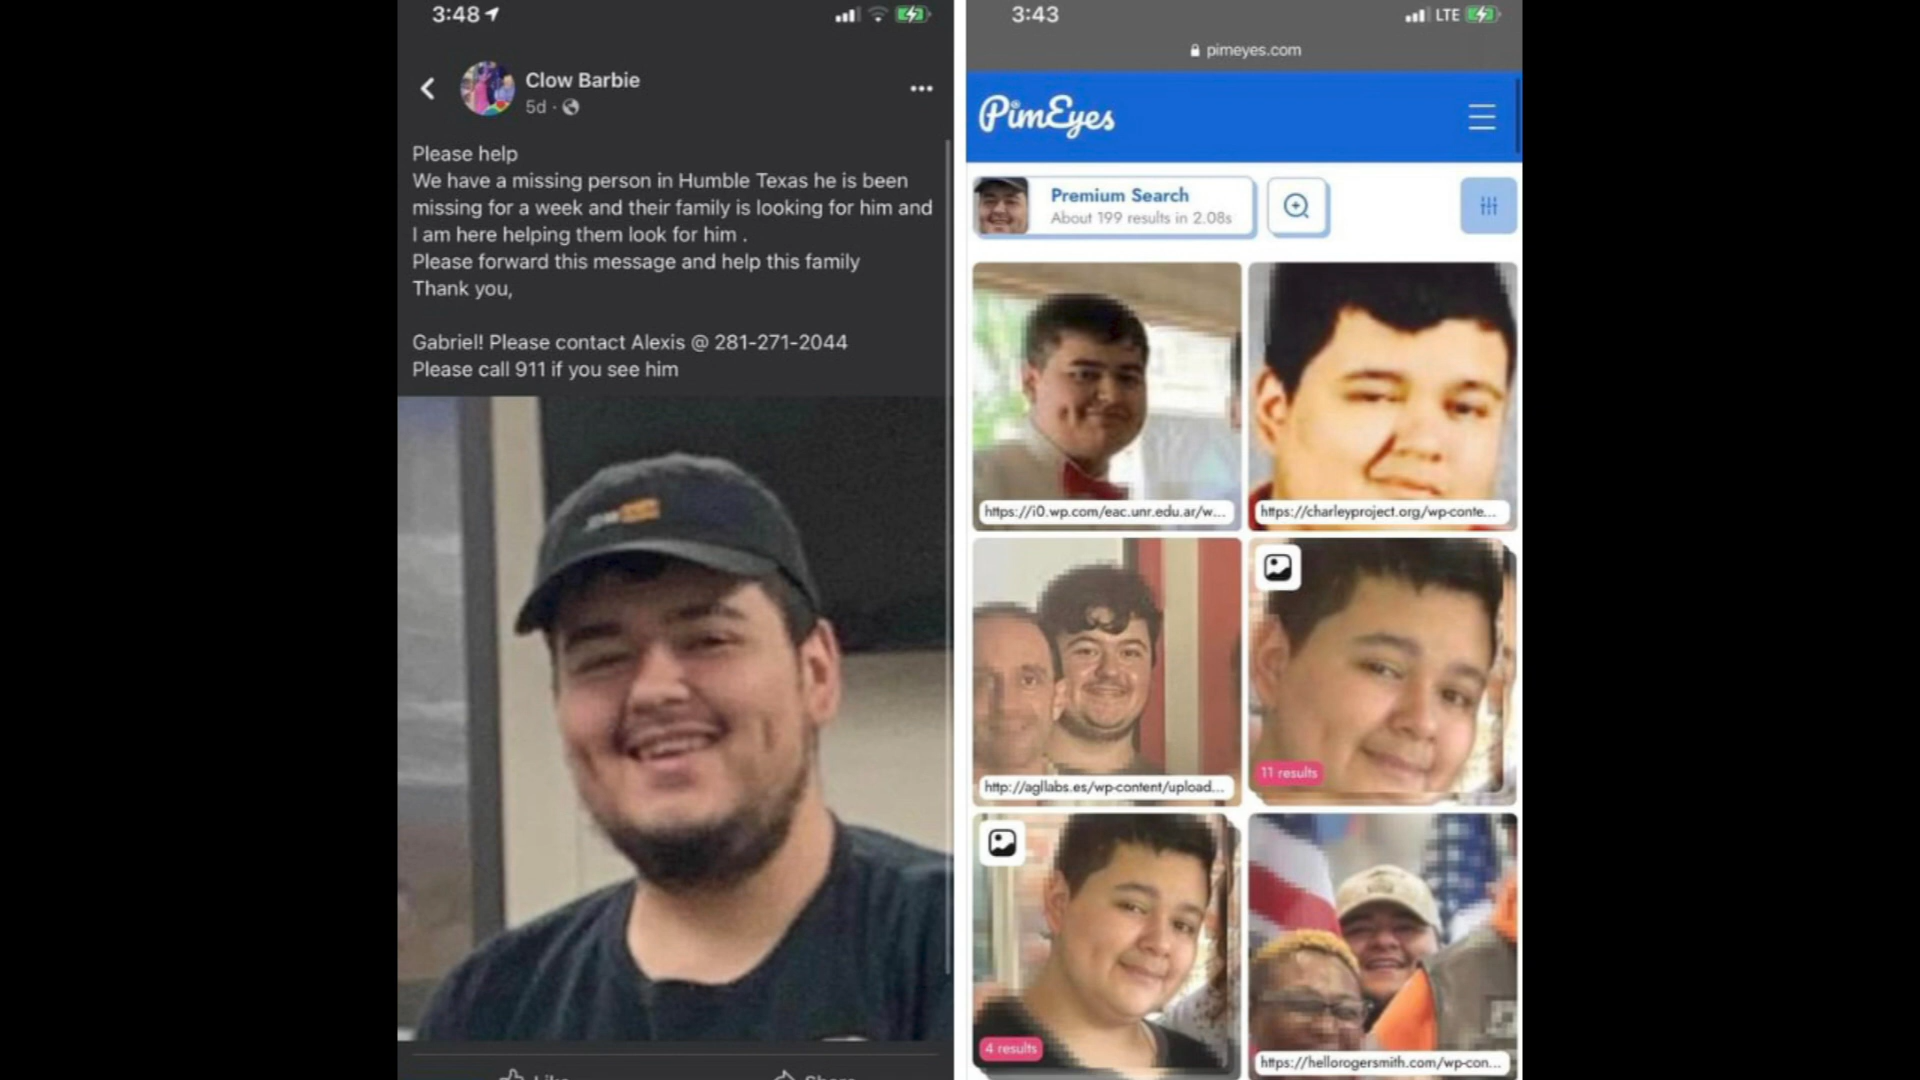 3:48
Clow Barbie
5d ·
Please help
We have a missing person in Humble Texas he is been
missing for a week and their family is looking for him and
I am here helping them look for him .
Please forward this message and help this family
Thank you,
Gabriel! Please contact Alexis @ 281-271-2044
Please call 911 if you see him
3:43
LTE
pimeyes.com
PimEyes
Premium Search
About 199 results in 2.08s
https://i0.wp.com/eac.unr.edu.ar/w...
https://charleyproject.org/wp-conte...
http://agllabs.es/wp-content/upload...
11 results
4 results
https://hellorogersmith.com/wp-con...